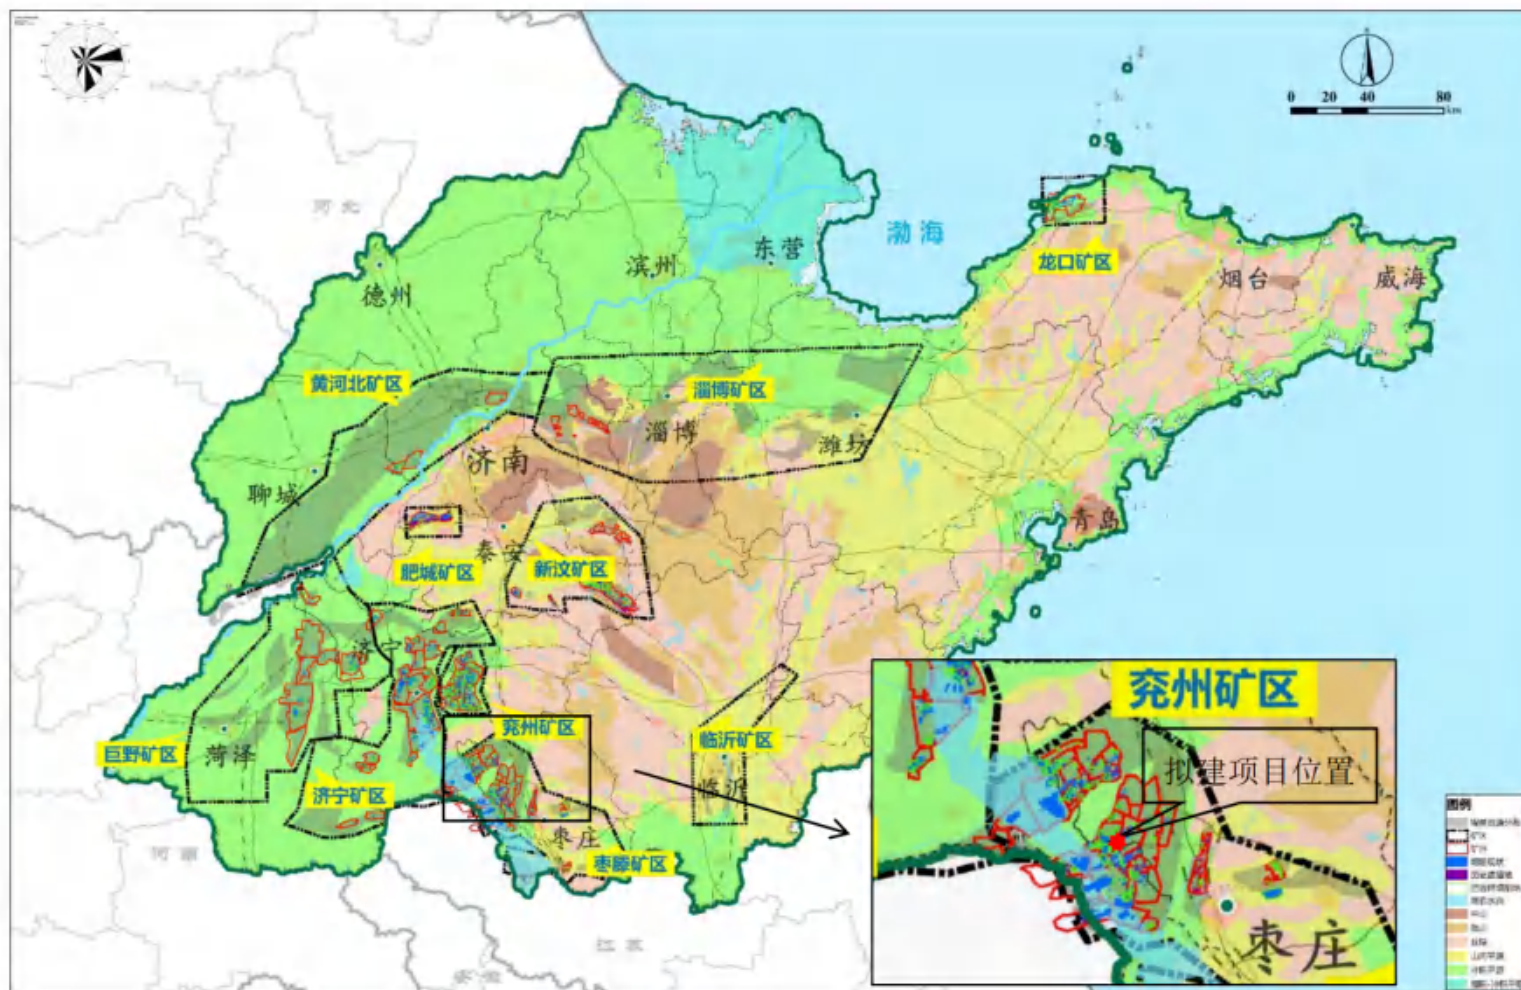 0 20 40 80
km
河北
渤海
东营
滨州
德州
龙口矿区
烟台
威海
黄河北矿区
淄博矿区
淄博
潍坊
济南
聊城
青岛
泰安
肥城矿区
新汶矿区
济宁
兖州矿区
兖州矿区
临沂矿区
拟建项目位置
巨野矿区
菏泽
济宁矿区
临沂
枣庄
枣滕矿区
枣庄
河南
江苏
安徽
图例
矿区